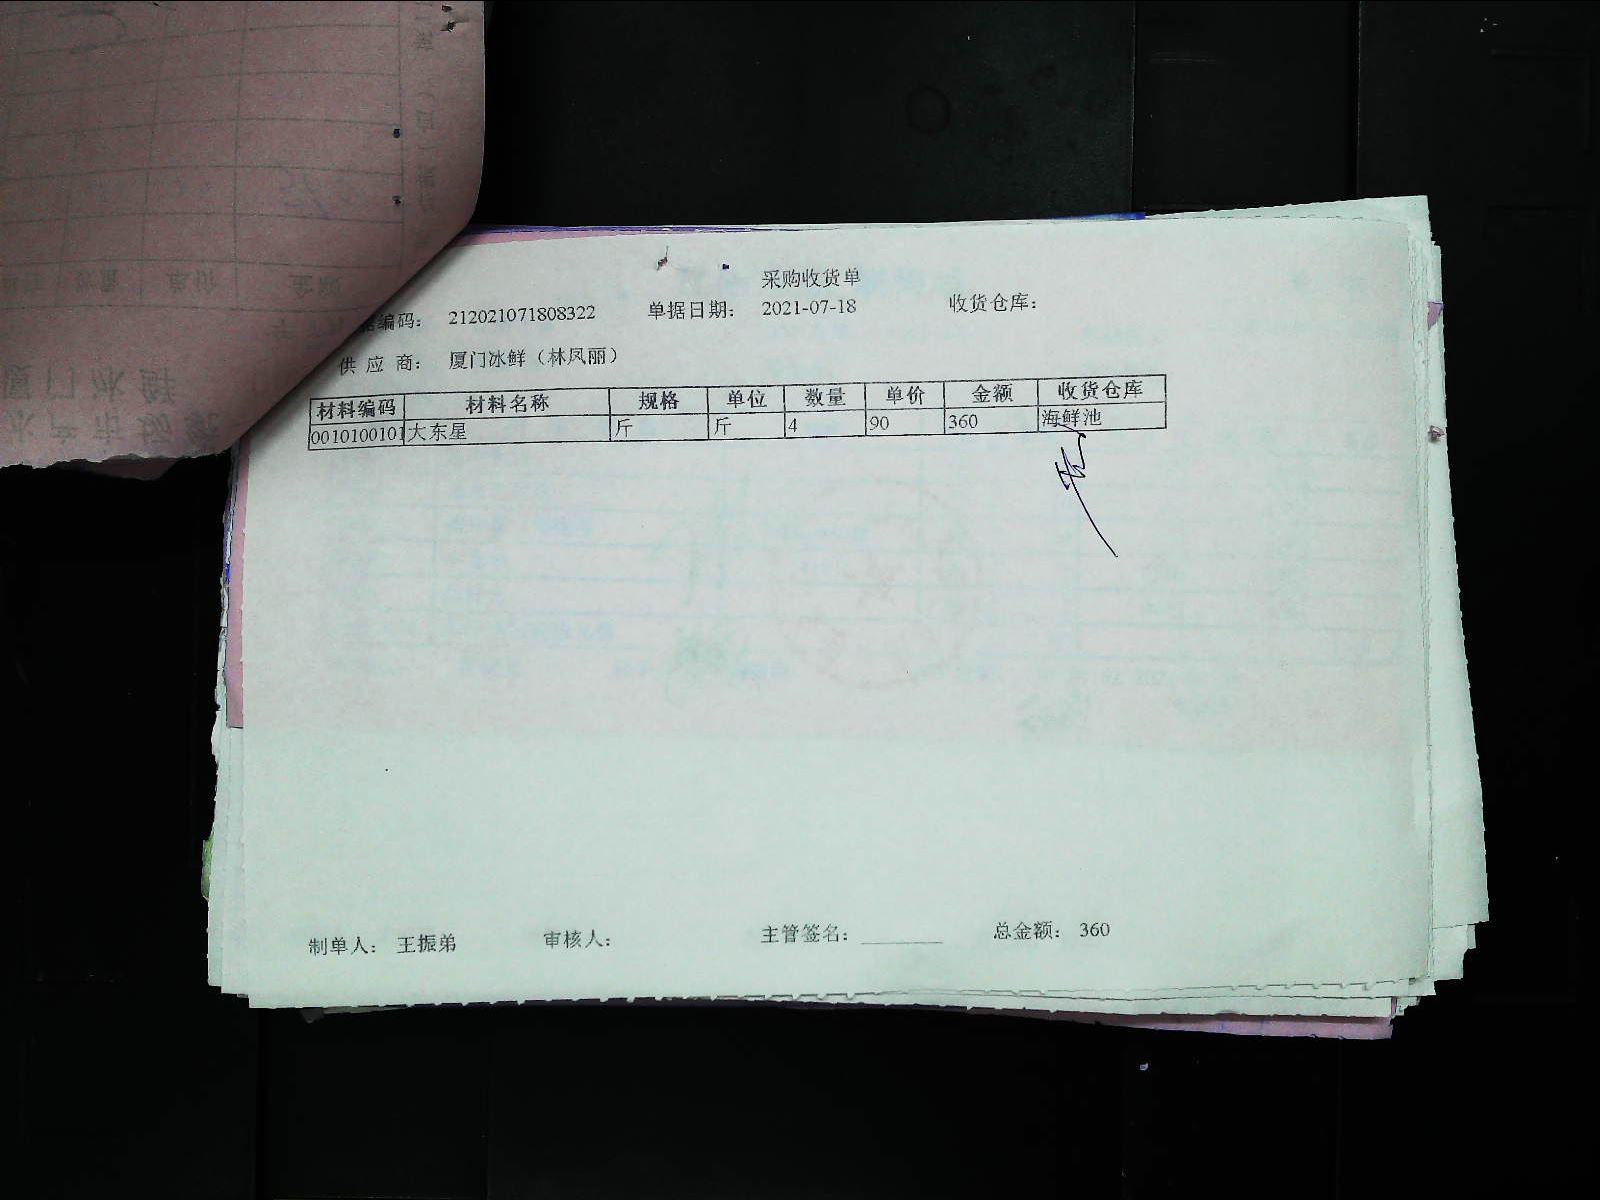 采购收货单
据编码： 212021071808322 单据日期： 2021-07-18 收货仓库：
供 应 商： 厦门冰鲜（林凤丽）
材料编码 材料名称 规格 单位 数量 单价 金额 收货仓库
0010100101 大东星 斤 斤 4 90 360 海鲜池
制单人： 王振弟 审核人： 主管签名： ________ 总金额： 360